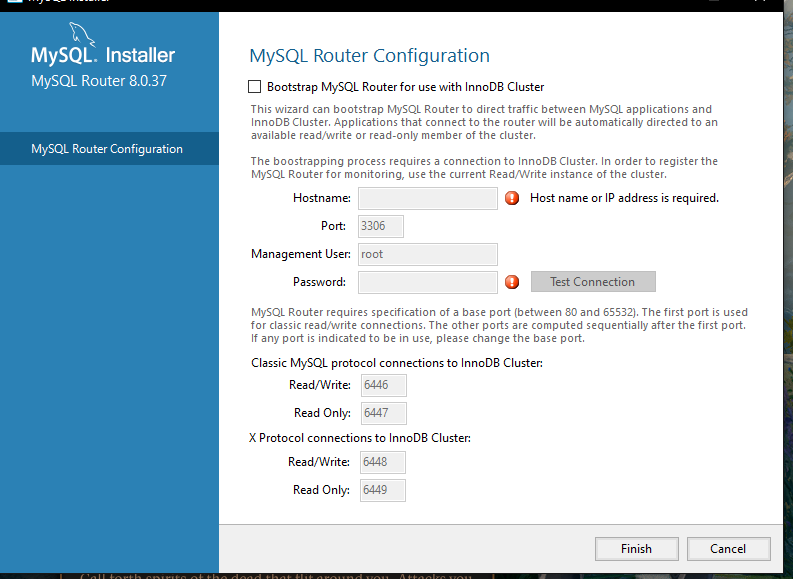 MySQL Installer
MySQL. Installer
MySQL Router 8.0.37
MySQL Router Configuration
MySQL Router Configuration
Bootstrap MySQL Router for use with InnoDB Cluster
This wizard can bootstrap MySQL Router to direct traffic between MySQL applications and
InnoDB Cluster. Applications that connect to the router will be automatically directed to an
available read/write or read-only member of the cluster.
The boostrapping process requires a connection to InnoDB Cluster. In order to register the
MySQL Router for monitoring, use the current Read/Write instance of the cluster.
Hostname: Host name or IP address is required.
Port: 3306
Management User: root
Password: Test Connection
MySQL Router requires specification of a base port (between 80 and 65532). The first port is used
for classic read/write connections. The other ports are computed sequentially after the first port.
If any port is indicated to be in use, please change the base port.
Classic MySQL protocol connections to InnoDB Cluster:
Read/Write: 6446
Read Only: 6447
X Protocol connections to InnoDB Cluster:
Read/Write: 6448
Read Only: 6449
Finish Cancel
Call forth spirits of the dead that flit around you. Attacks you